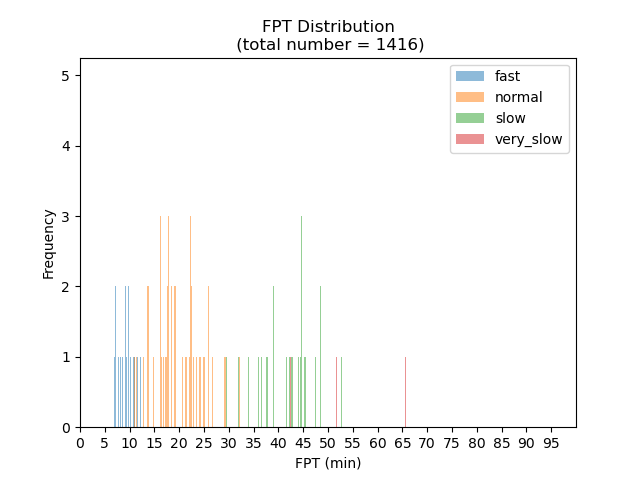 FPT Distribution
(total number = 1416)
fast
normal
slow
very_slow
Frequency
5
4
3
2
1
0
0 5 10 15 20 25 30 35 40 45 50 55 60 65 70 75 80 85 90 95
FPT (min)